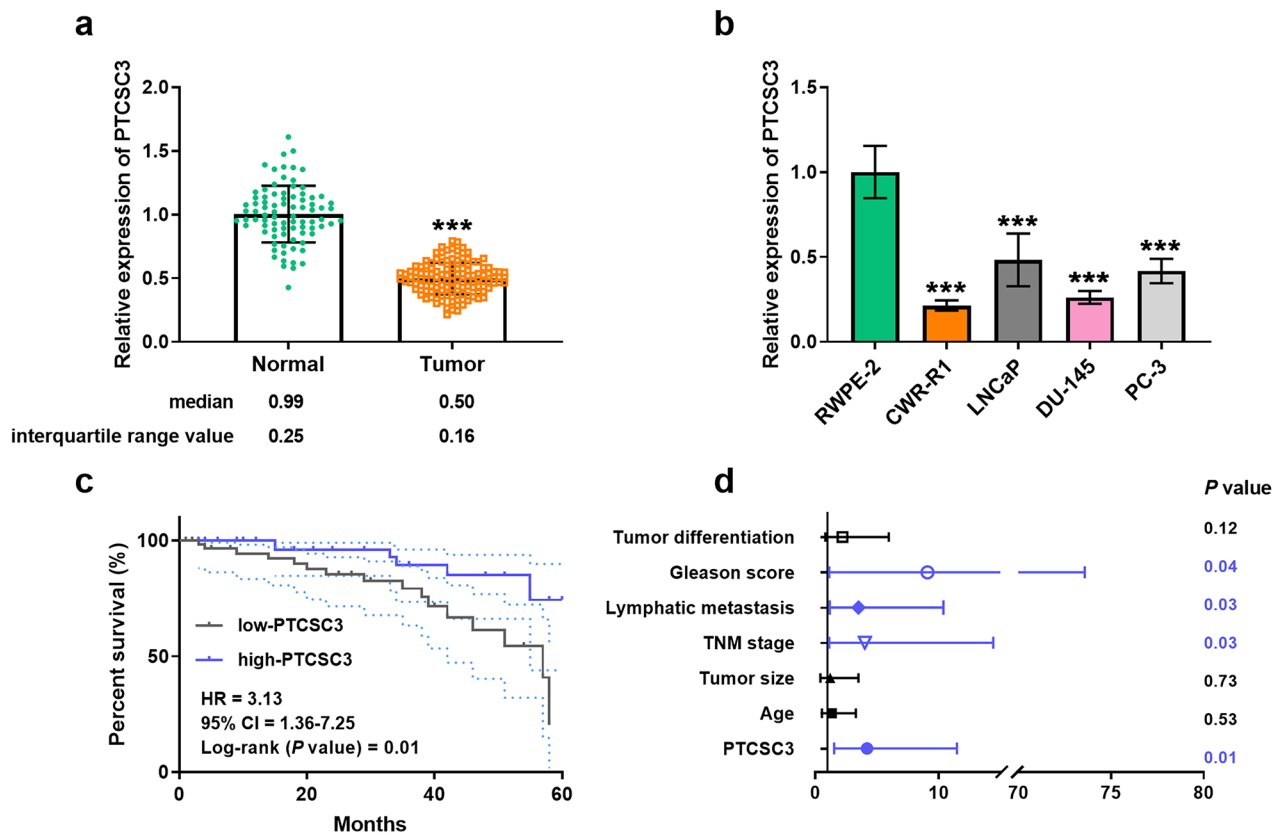 a
Relative expression of PTCSC3
2.0
1.5
1.0
0.5
0.0
***
Normal Tumor
median 0.99 0.50
interquartile range value 0.25 0.16
b
Relative expression of PTCSC3
1.5
1.0
0.5
0.0
*** *** *** ***
RWPE-2 CWR-R1 LNCaP DU-145 PC-3
c
Percent survival (%)
100
50
0
low-PTCSC3
high-PTCSC3
HR = 3.13
95% CI = 1.36-7.25
Log-rank (P value) = 0.01
0 20 40 60
Months
d
P value
Tumor differentiation 0.12
Gleason score 0.04
Lymphatic metastasis 0.03
TNM stage 0.03
Tumor size 0.73
Age 0.53
PTCSC3 0.01
0 10 70 75 80